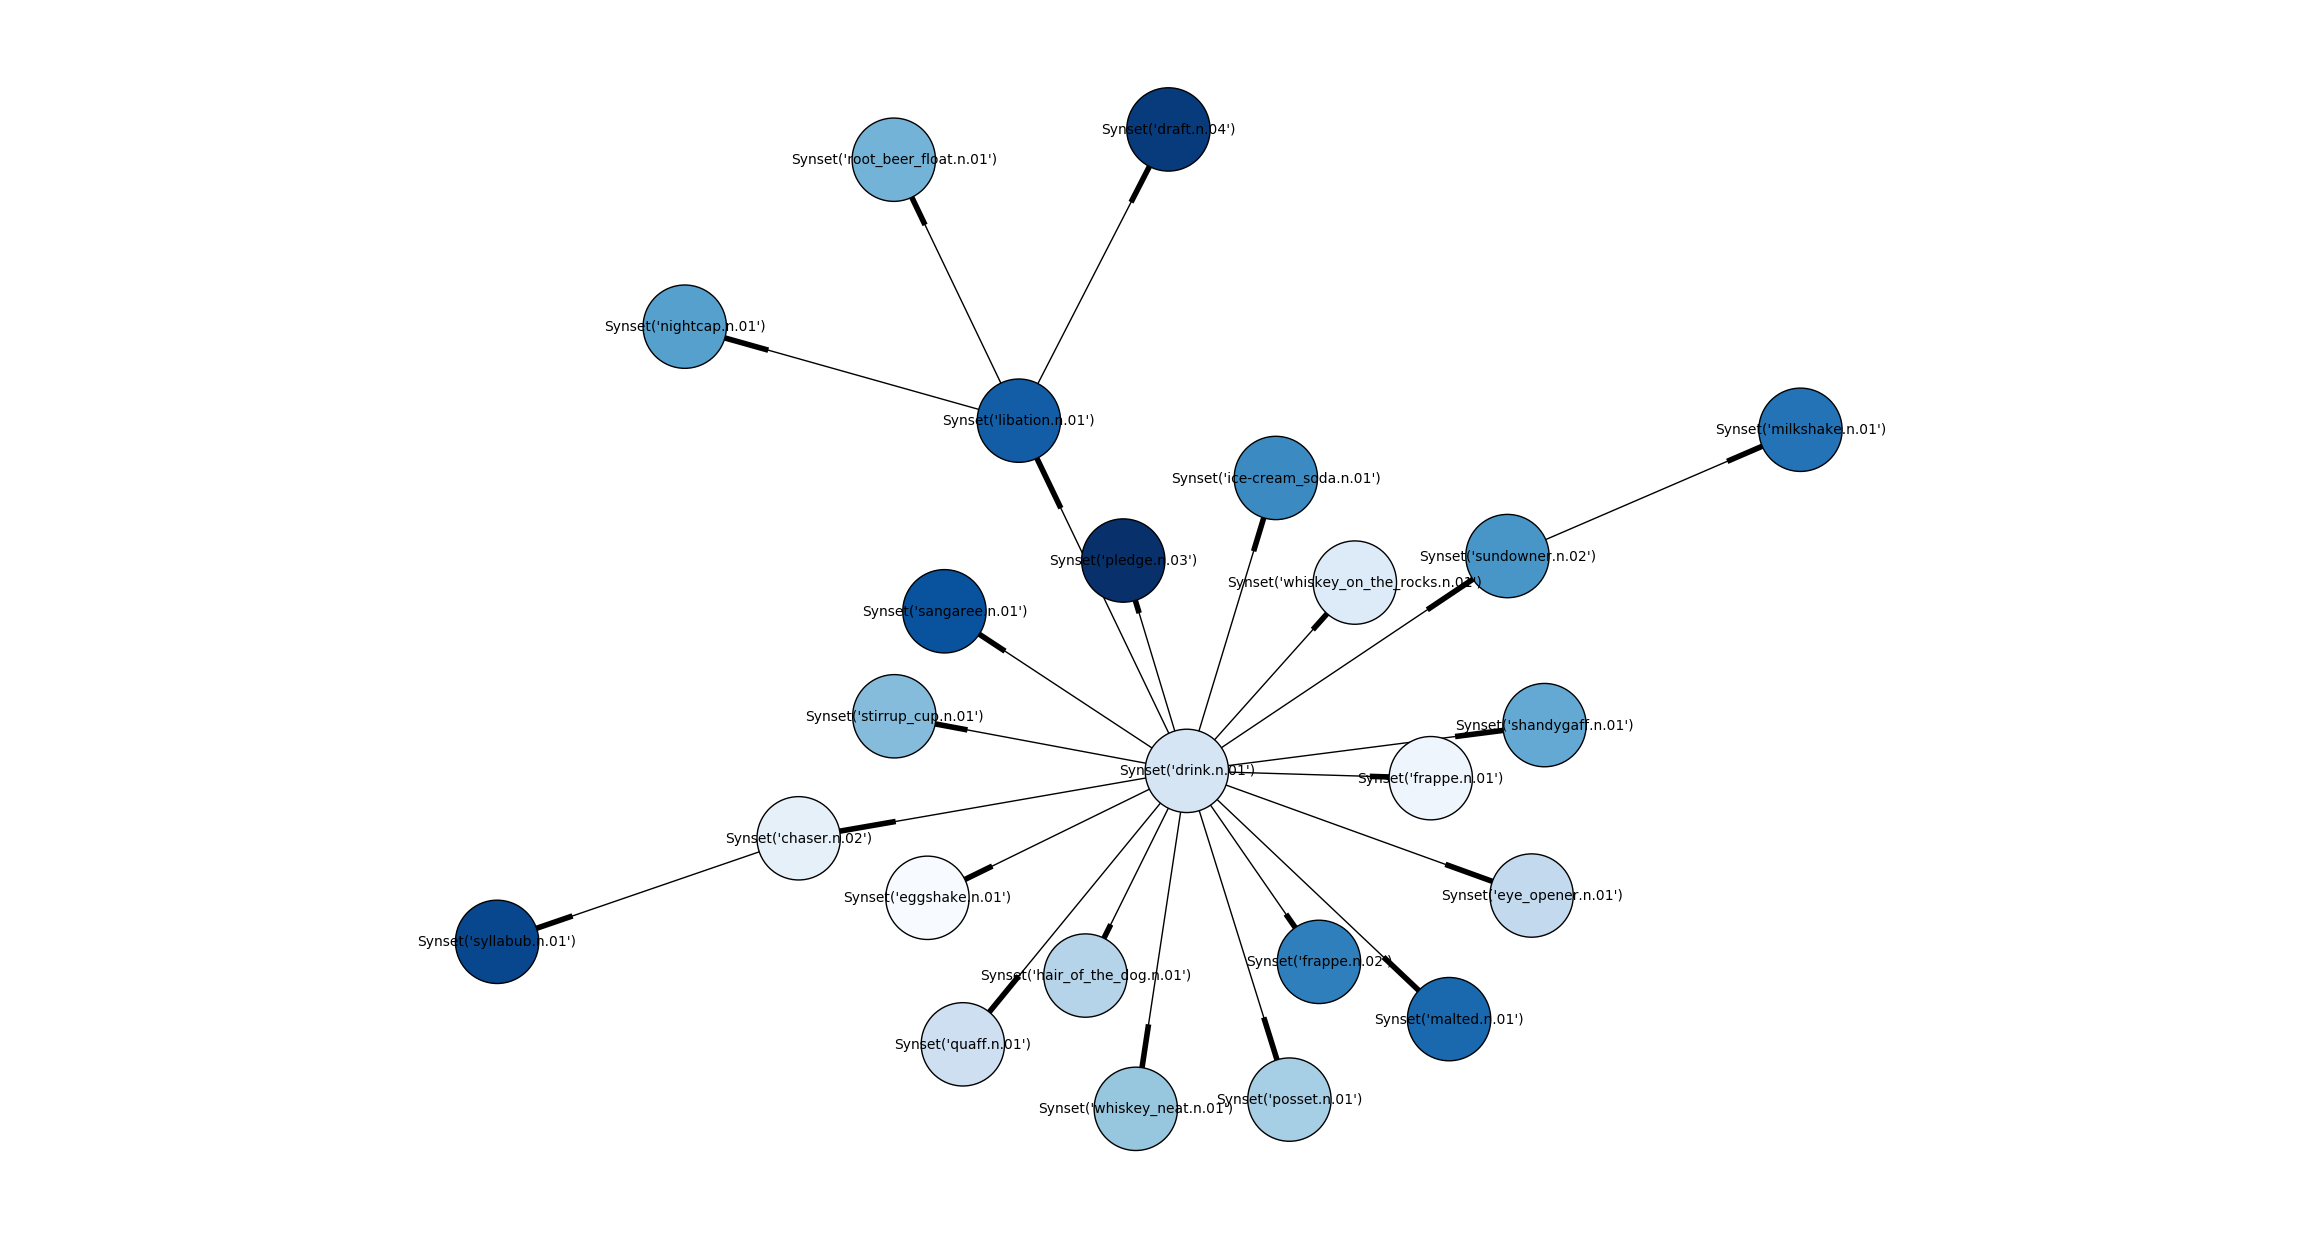 Synset('draft.n.04')
Synset('root_beer_float.n.01')
Synset('nightcap.n.01')
Synset('libation.n.01')
Synset('milkshake.n.01')
Synset('ice-cream_soda.n.01')
Synset('sundowner.n.02')
Synset('pledge.n.03')
Synset('whiskey_on_the_rocks.n.01')
Synset('sangaree.n.01')
Synset('stirrup_cup.n.01')
Synset('shandygaff.n.01')
Synset('drink.n.01')
Synset('frappe.n.01')
Synset('chaser.n.02')
Synset('eggshake.n.01')
Synset('eye_opener.n.01')
Synset('syllabub.n.01')
Synset('frappe.n.02')
Synset('hair_of_the_dog.n.01')
Synset('malted.n.01')
Synset('quaff.n.01')
Synset('posset.n.01')
Synset('whiskey_neat.n.01')